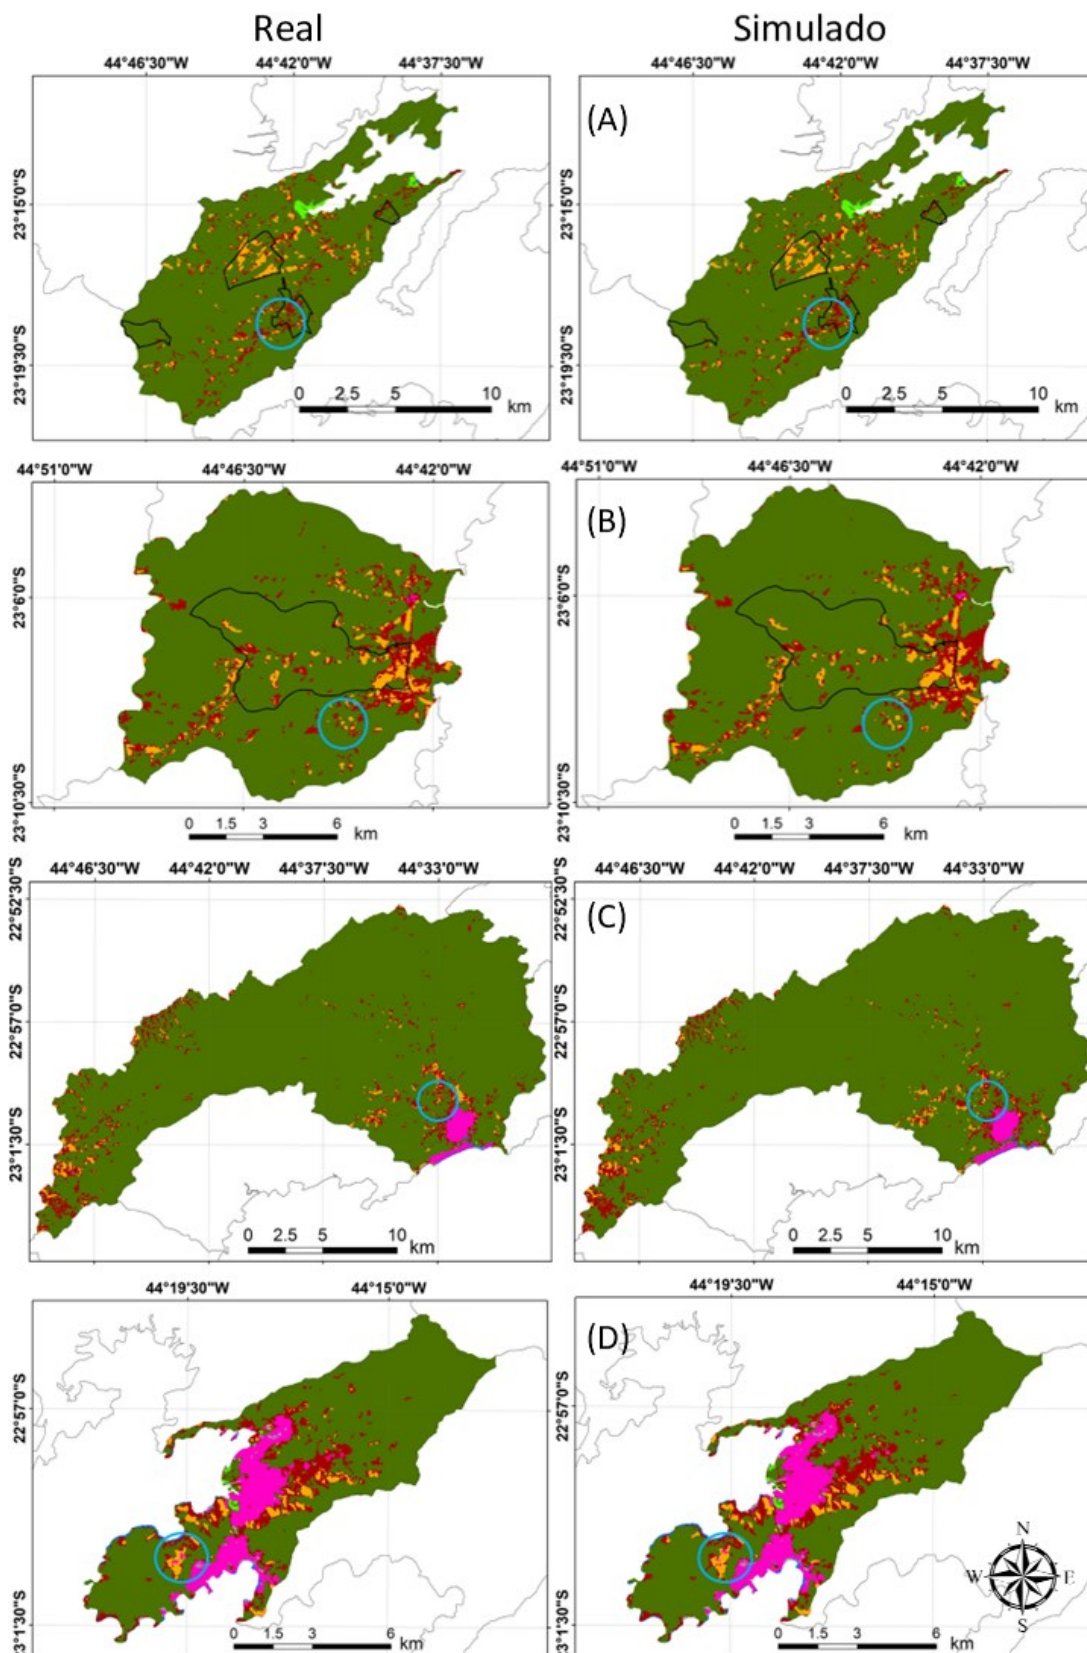 Real
Simulado
44°46'30"W 44°42'0"W 44°37'30"W
44°46'30"W 44°42'0"W 44°37'30"W
(A)
23°15'0"S
23°15'0"S
23°19'30"S
23°19'30"S
0 2.5 5 10
km
0 2.5 5 10
km
44°51'0"W 44°46'30"W 44°42'0"W
44°51'0"W 44°46'30"W 44°42'0"W
(B)
23°6'0"S
23°6'0"S
23°10'30"S
23°10'30"S
0 1.5 3 6
km
0 1.5 3 6
km
44°46'30"W 44°42'0"W 44°37'30"W 44°33'0"W
44°46'30"W 44°42'0"W 44°37'30"W 44°33'0"W
22°52'30"S
22°52'30"S
(C)
22°57'0"S
22°57'0"S
23°1'30"S
23°1'30"S
0 2.5 5 10
km
0 2.5 5 10
km
44°19'30"W 44°15'0"W
44°19'30"W 44°15'0"W
(D)
22°57'0"S
22°57'0"S
N
W E
S
23°1'30"S
23°1'30"S
0 1.5 3 6
km
0 1.5 3 6
km